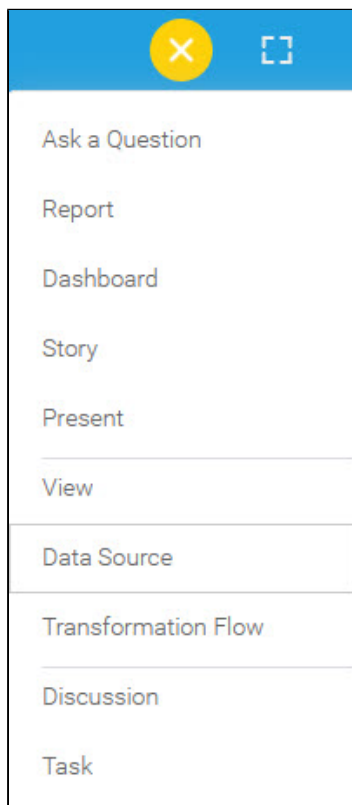 Ask a Question
Report
Dashboard
Story
Present
View
Data Source
Transformation Flow
Discussion
Task